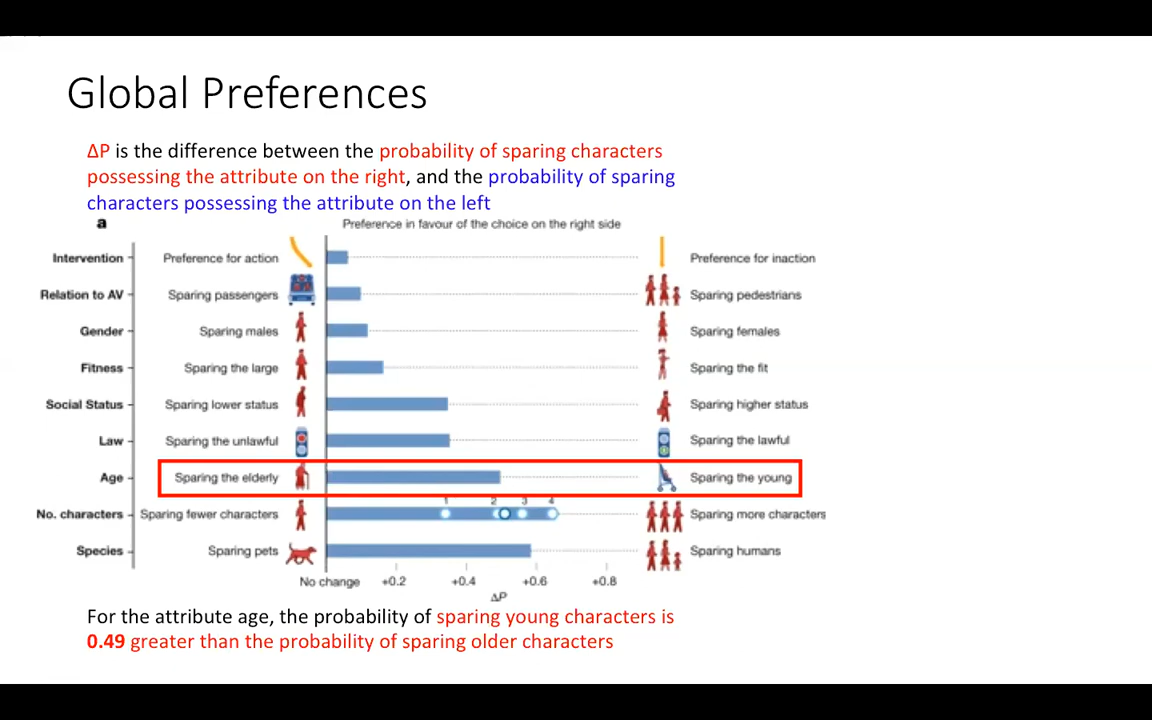 Global Preferences
ΔP is the difference between the probability of sparing characters
possessing the attribute on the right, and the probability of sparing
characters possessing the attribute on the left
a
Preference in favour of the choice on the right side
Intervention Preference for action Preference for inaction
Relation to AV Sparing passengers Sparing pedestrians
Gender Sparing males Sparing females
Fitness Sparing the large Sparing the fit
Social Status Sparing lower status Sparing higher status
Law Sparing the unlawful Sparing the lawful
Age Sparing the elderly Sparing the young
1 2 3 4
No. characters Sparing fewer characters Sparing more characters
Species Sparing pets Sparing humans
No change +0.2 +0.4 +0.6 +0.8
ΔP
For the attribute age, the probability of sparing young characters is
0.49 greater than the probability of sparing older characters